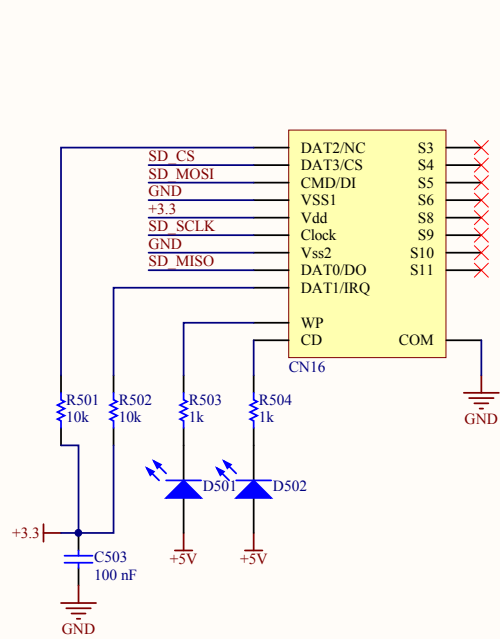 DAT2/NC S3
SD_CS DAT3/CS S4
SD_MOSI CMD/DI S5
GND VSS1 S6
+3.3 Vdd S8
SD_SCLK Clock S9
GND Vss2 S10
SD_MISO DAT0/DO S11
DAT1/IRQ
WP
CD COM
CN16
R501 R502 R503 R504
10k 10k 1k 1k
GND
D501 D502
+3.3
C503 +5V +5V
100 nF
GND